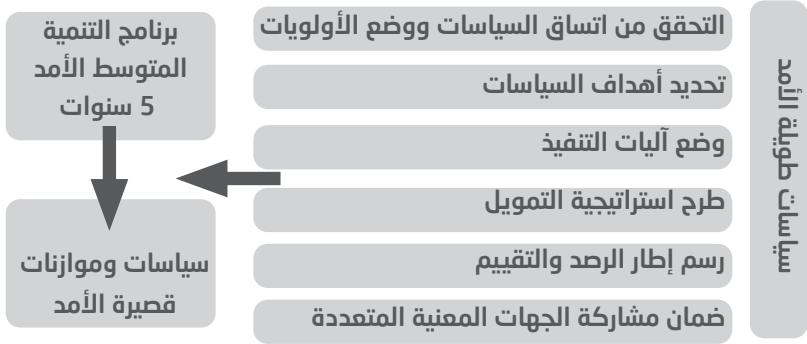 سياسات طويلة الأمد
التحقق من اتساق السياسات ووضع الأولويات
تحديد أهداف السياسات
وضع آليات التنفيذ
طرح استراتيجية التمويل
رسم إطار الرصد والتقييم
ضمان مشاركة الجهات المعنية المتعددة
برنامج التنمية
المتوسط الأمد
5 سنوات
سياسات وموازنات
قصيرة الأمد